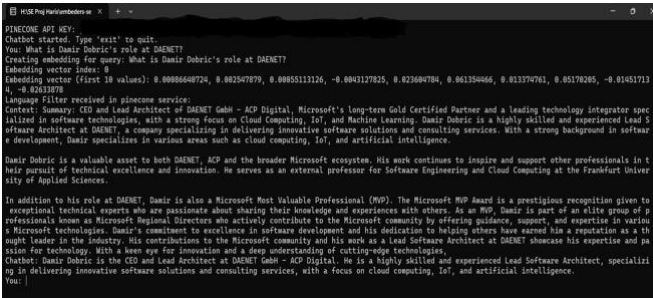 H:\SE Proj Haris\embeders-se
PINECONE API KEY:
Chatbot started. Type 'exit' to quit.
You: What is Damir Dobric's role at DAENET?
Creating embedding for query: What is Damir Dobric's role at DAENET?
Embedding vector index: 0
Embedding vector (first 10 values): 0.00086640724, 0.002547879, 0.00055113126, -0.0043127825, 0.023604784, 0.061354466, 0.013374761, 0.05170205, -0.01451713
4, -0.02633878
Language Filter received in pinecone service:
Context: Summary: CEO and Lead Architect of DAENET GmbH – ACP Digital, Microsoft's long-term Gold Certified Partner and a leading technology integrator spec
ialized in software technologies, with a strong focus on Cloud Computing, IoT, and Machine Learning. Damir Dobric is a highly skilled and experienced Lead S
oftware Architect at DAENET, a company specializing in delivering innovative software solutions and consulting services. With a strong background in softwar
e development, Damir specializes in various areas such as cloud computing, IoT, and artificial intelligence.
Damir Dobric is a valuable asset to both DAENET, ACP and the broader Microsoft ecosystem. His work continues to inspire and support other professionals in t
heir pursuit of technical excellence and innovation. He serves as an external professor for Software Engineering and Cloud Computing at the Frankfurt Univer
sity of Applied Sciences.
In addition to his role at DAENET, Damir is also a Microsoft Most Valuable Professional (MVP). The Microsoft MVP Award is a prestigious recognition given to
exceptional technical experts who are passionate about sharing their knowledge and experiences with others. As an MVP, Damir is part of an elite group of p
rofessionals known as Microsoft Regional Directors who actively contribute to the Microsoft community by offering guidance, support, and expertise in variou
s Microsoft technologies. Damir's commitment to excellence in software development and his dedication to helping others have earned him a reputation as a th
ought leader in the industry. His contributions to the Microsoft community and his work as a Lead Software Architect at DAENET showcase his expertise and pa
ssion for technology. With a keen eye for innovation and a deep understanding of cutting-edge technologies,
Chatbot: Damir Dobric is the CEO and Lead Architect at DAENET GmbH – ACP Digital. He is a highly skilled and experienced Lead Software Architect, specializi
ng in delivering innovative software solutions and consulting services, with a focus on cloud computing, IoT, and artificial intelligence.
You: